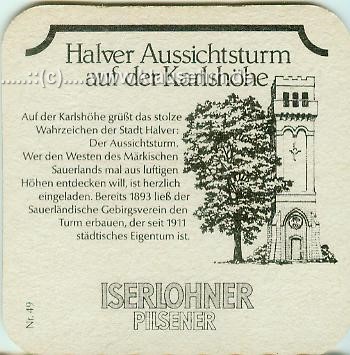 Halver Aussichtsturm
auf der Karlshöhe
Auf der Karlshöhe grüßt das stolze
Wahrzeichen der Stadt Halver:
Der Aussichtsturm.
Wer den Westen des Märkischen
Sauerlands mal aus luftigen
Höhen entdecken will, ist herzlich
eingeladen. Bereits 1893 ließ der
Sauerländische Gebirgsverein den
Turm erbauen, der seit 1911
städtisches Eigentum ist.
Nr. 49
ISERLOHNER
PILSENER